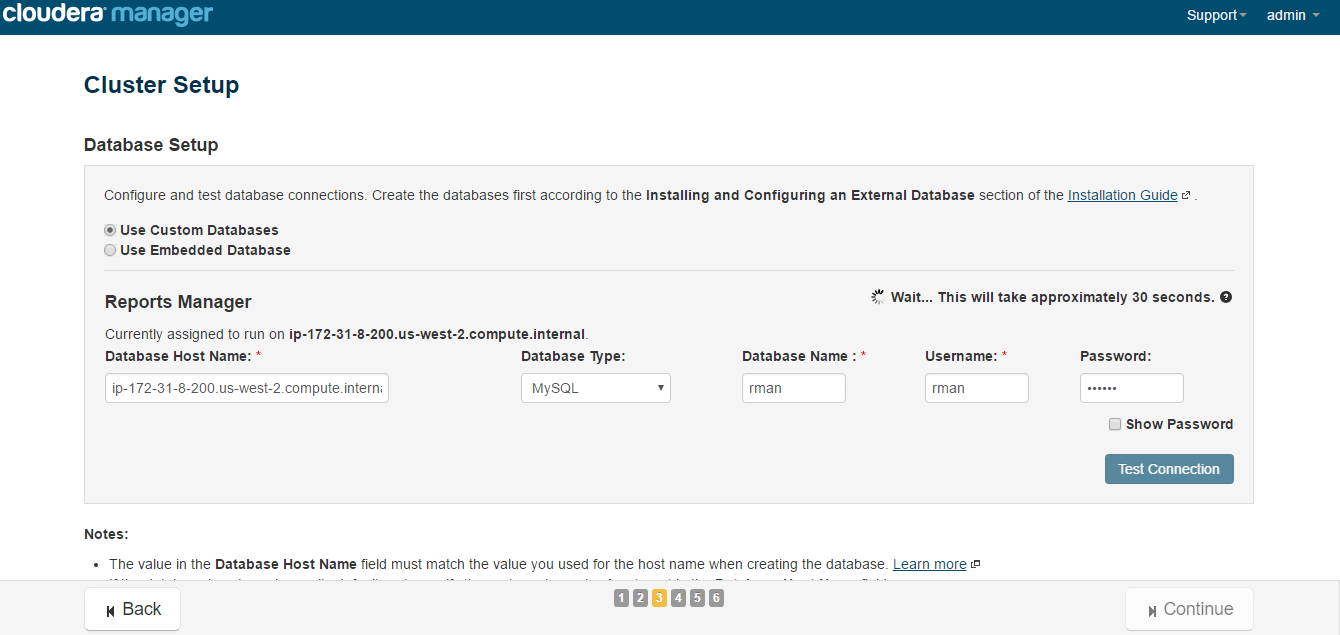 cloudera manager
Support admin
Cluster Setup
Database Setup
Configure and test database connections. Create the databases first according to the Installing and Configuring an External Database section of the Installation Guide .
Use Custom Databases
Use Embedded Database
Reports Manager
Wait... This will take approximately 30 seconds.
Currently assigned to run on ip-172-31-8-200.us-west-2.compute.internal.
Database Host Name: * Database Type: Database Name : * Username: * Password:
ip-172-31-8-200.us-west-2.compute.interna MySQL rman rman ••••••
Show Password
Test Connection
Notes:
• The value in the Database Host Name field must match the value you used for the host name when creating the database. Learn more
Back 1 2 3 4 5 6 Continue